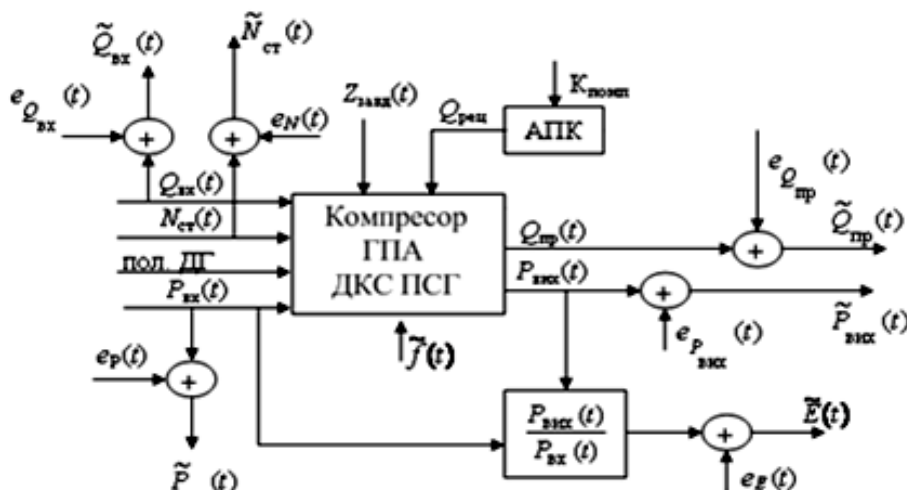 Q̃вх(t)
Ñст(t)
eQвх(t)
eN(t)
Zзавд(t)
Qрец
Kпомп
АПК
Qвх(t)
Nст(t)
пол. ДГ
Pвх(t)
Компресор
ГПА
ДКС ПСГ
Qпр(t)
Pвих(t)
eQпр(t)
Q̃пр(t)
ePвих(t)
P̃вих(t)
f̃(t)
eP(t)
P̃ (t)
Pвих(t)
Pвх(t)
Ẽ(t)
eE(t)